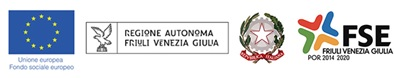 Unione europea
Fondo sociale europeo
REGIONE AUTONOMA
FRIULI VENEZIA GIULIA
FSE
FRIULI VENEZIA GIULIA
POR 2014 2020